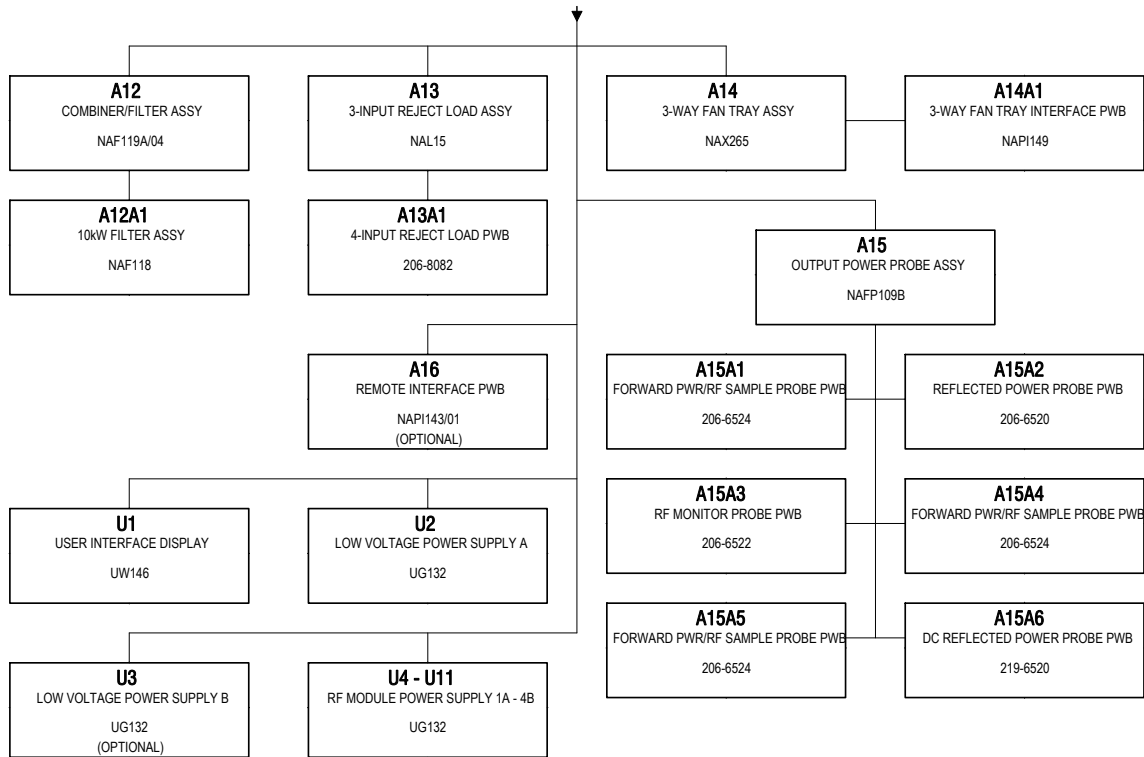 A12
COMBINER/FILTER ASSY
NAF119A/04
A13
3-INPUT REJECT LOAD ASSY
NAL15
A14
3-WAY FAN TRAY ASSY
NAX265
A14A1
3-WAY FAN TRAY INTERFACE PWB
NAPI149
A12A1
10kW FILTER ASSY
NAF118
A13A1
4-INPUT REJECT LOAD PWB
206-8082
A15
OUTPUT POWER PROBE ASSY
NAFP109B
A16
REMOTE INTERFACE PWB
NAPI143/01
(OPTIONAL)
A15A1
FORWARD PWR/RF SAMPLE PROBE PWB
206-6524
A15A2
REFLECTED POWER PROBE PWB
206-6520
U1
USER INTERFACE DISPLAY
UW146
U2
LOW VOLTAGE POWER SUPPLY A
UG132
A15A3
RF MONITOR PROBE PWB
206-6522
A15A4
FORWARD PWR/RF SAMPLE PROBE PWB
206-6524
U3
LOW VOLTAGE POWER SUPPLY B
UG132
(OPTIONAL)
U4 - U11
RF MODULE POWER SUPPLY 1A - 4B
UG132
A15A5
FORWARD PWR/RF SAMPLE PROBE PWB
206-6524
A15A6
DC REFLECTED POWER PROBE PWB
219-6520